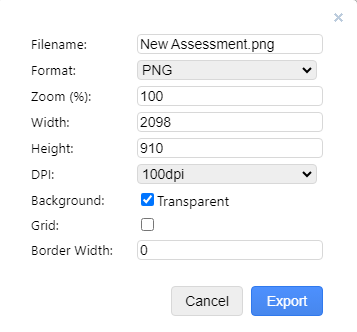 Filename: New Assessment.png
Format: PNG
Zoom (%): 100
Width: 2098
Height: 910
DPI: 100dpi
Background: Transparent
Grid:
Border Width: 0
Cancel Export